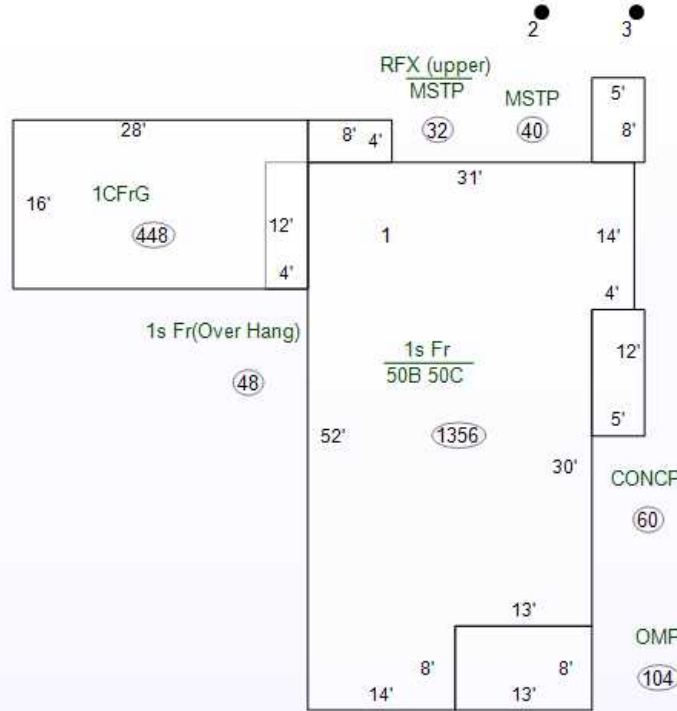 2 3
RFX (upper)
MSTP MSTP 5'
28' 8' 4' 32 40 8'
31'
1CFrG
16' 12' 14'
448 1
4' 4'
1s Fr(Over Hang) 1s Fr 12'
50B 50C
48
5'
52' 1356
30'
CONCP
60
13'
OMP
8' 8' 104
14' 13'